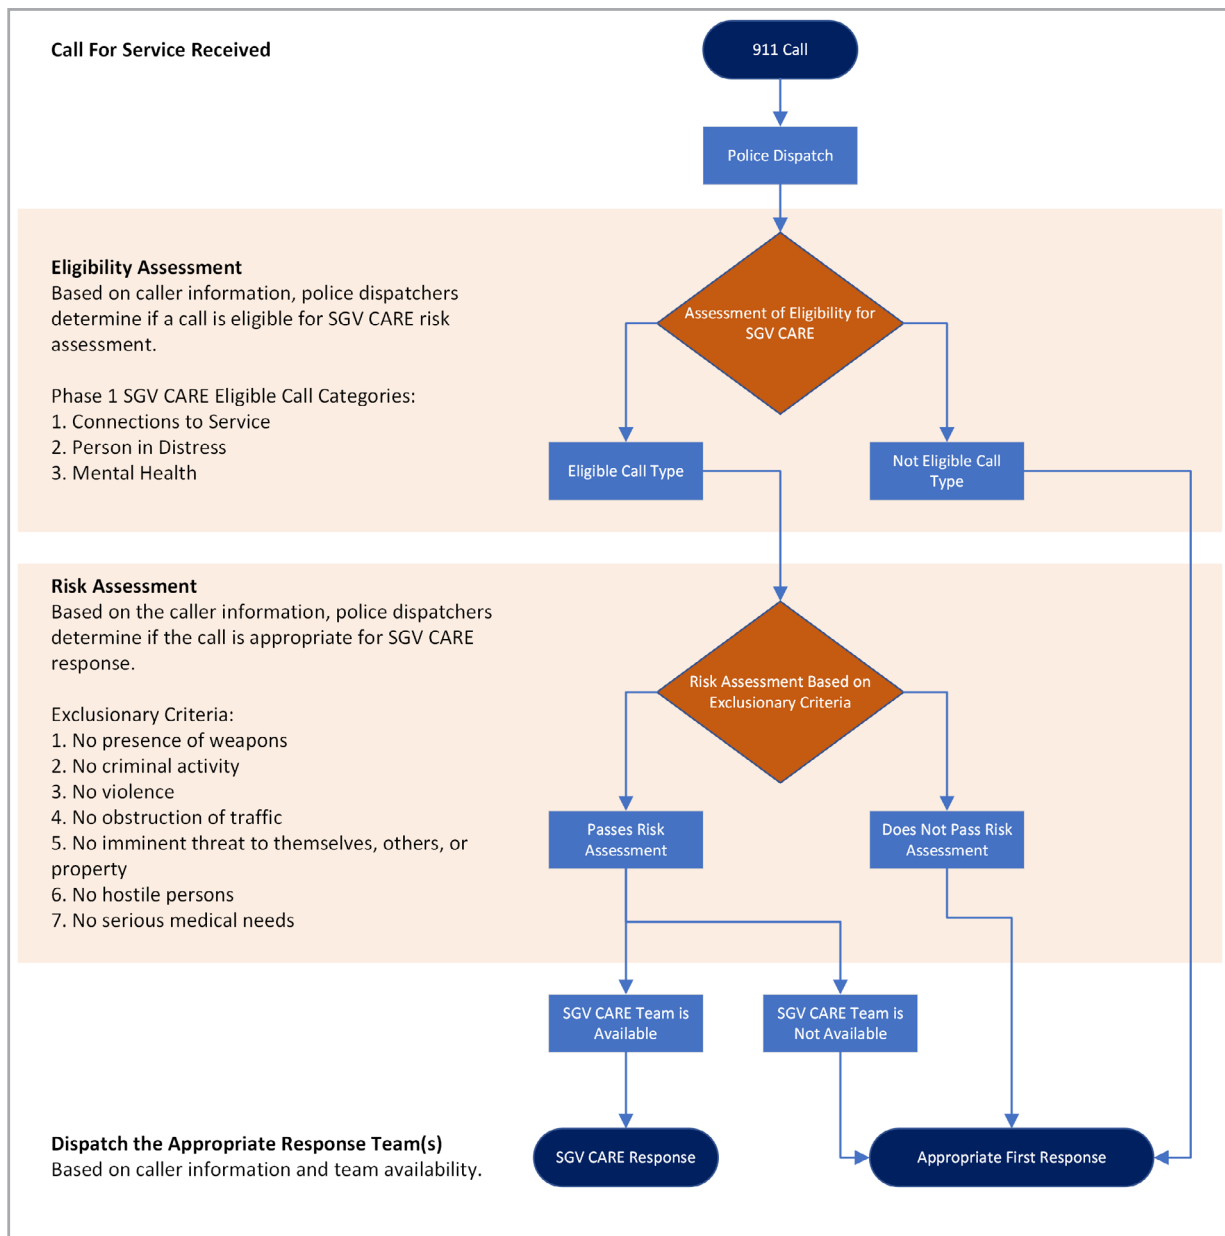 Call For Service Received
911 Call
Police Dispatch
Eligibility Assessment
Based on caller information, police dispatchers
determine if a call is eligible for SGV CARE risk
assessment.
Phase 1 SGV CARE Eligible Call Categories:
1. Connections to Service
2. Person in Distress
3. Mental Health
Assessment of Eligibility for
SGV CARE
Eligible Call Type
Not Eligible Call
Type
Risk Assessment
Based on the caller information, police dispatchers
determine if the call is appropriate for SGV CARE
response.
Exclusionary Criteria:
1. No presence of weapons
2. No criminal activity
3. No violence
4. No obstruction of traffic
5. No imminent threat to themselves, others, or
property
6. No hostile persons
7. No serious medical needs
Risk Assessment Based on
Exclusionary Criteria
Passes Risk
Assessment
Does Not Pass Risk
Assessment
SGV CARE Team is
Available
SGV CARE Team is
Not Available
Dispatch the Appropriate Response Team(s)
Based on caller information and team availability.
SGV CARE Response
Appropriate First Response